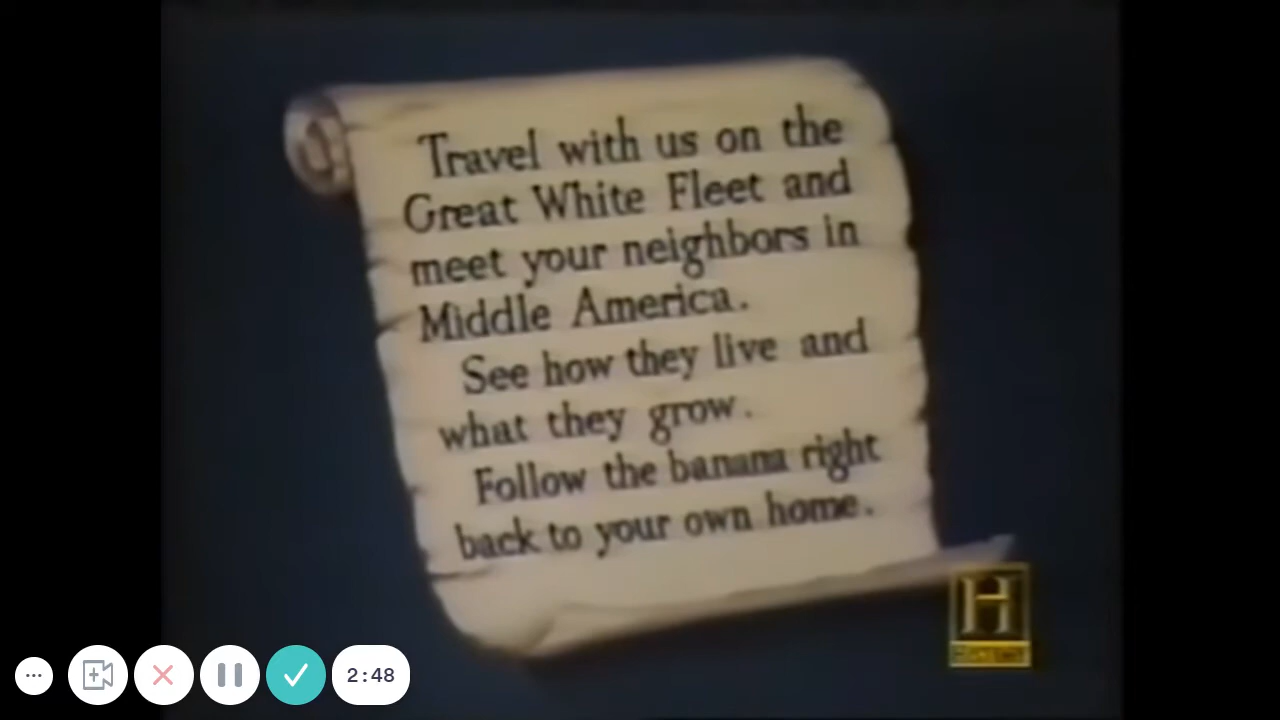 Travel with us on the
Great White Fleet and
meet your neighbors in
Middle America.
See how they live and
what they grow.
Follow the banana right
back to your own home.
H
2:48